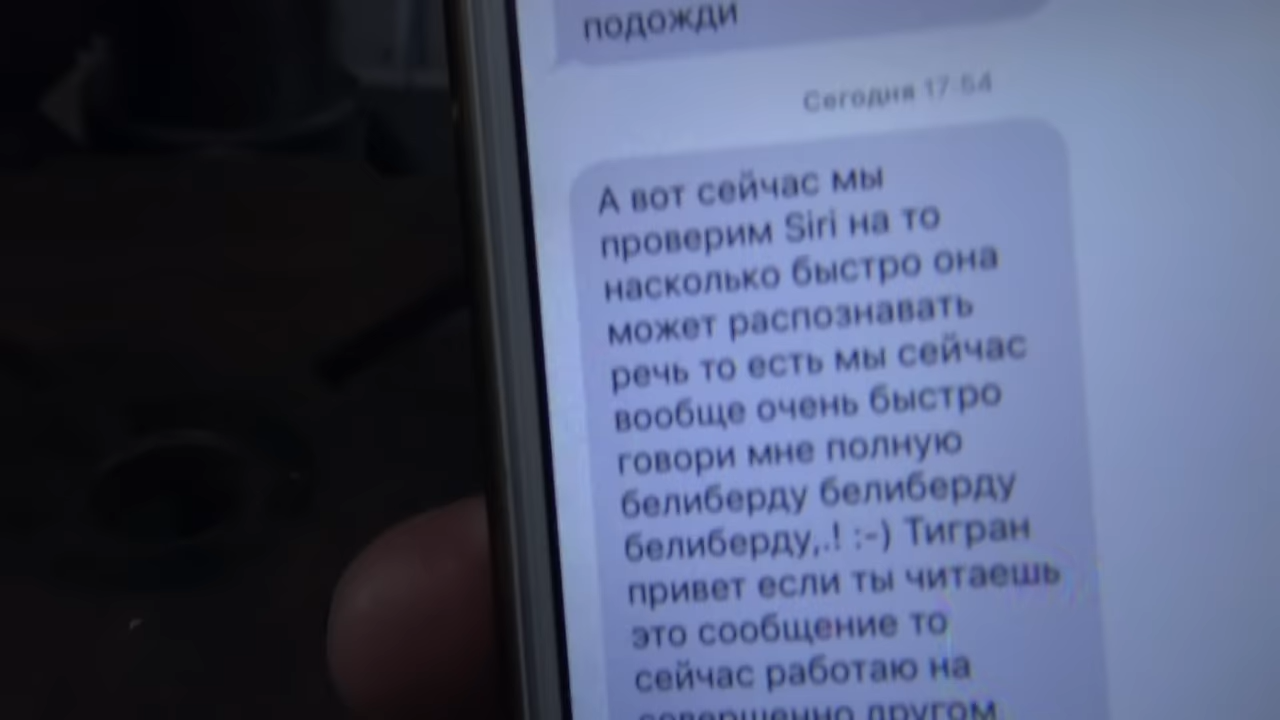 подожди
Сегодня 17:54
А вот сейчас мы
проверим Siri на то
насколько быстро она
может распознавать
речь то есть мы сейчас
вообще очень быстро
говори мне полную
белиберду белиберду
белиберду,.! :-) Тигран
привет если ты читаешь
это сообщение то
сейчас работаю на
совершенно другом